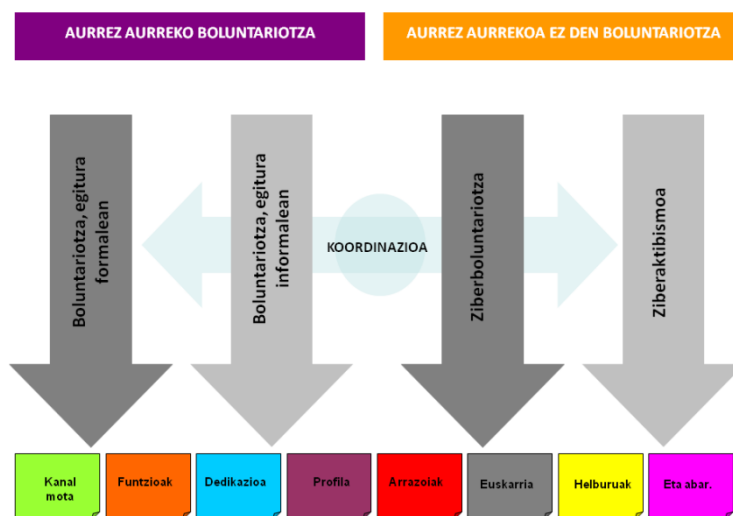 AURREZ AURREKO BOLUNTARIOTZA
AURREZ AURREKOA EZ DEN BOLUNTARIOTZA
Boluntariotza, egitura
formalean
Boluntariotza, egitura
informalean
KOORDINAZIOA
Ziberboluntariotza
Ziberaktibismoa
Kanal
mota
Funtzioak
Dedikazioa
Profila
Arrazoiak
Euskarria
Helburuak
Eta abar.